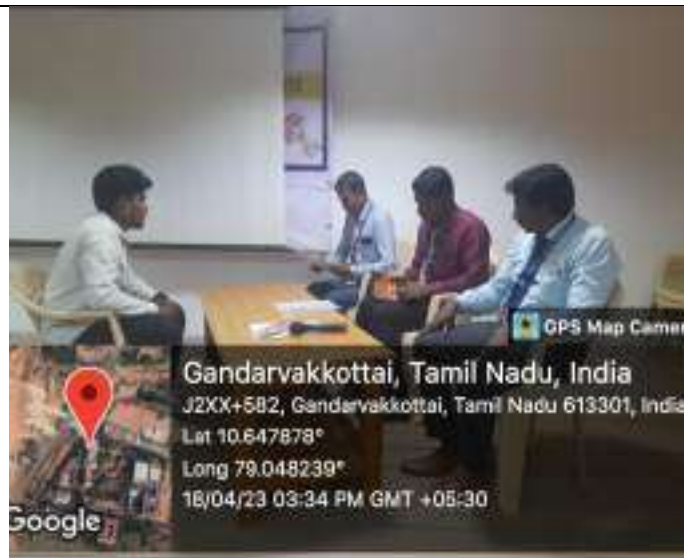 GPS Map Camer
Gandarvakkottai, Tamil Nadu, India
J2XX+582, Gandarvakkottai, Tamil Nadu 613301, India
Lat 10.647878°
Long 79.048239°
18/04/23 03:34 PM GMT +05:30
Google